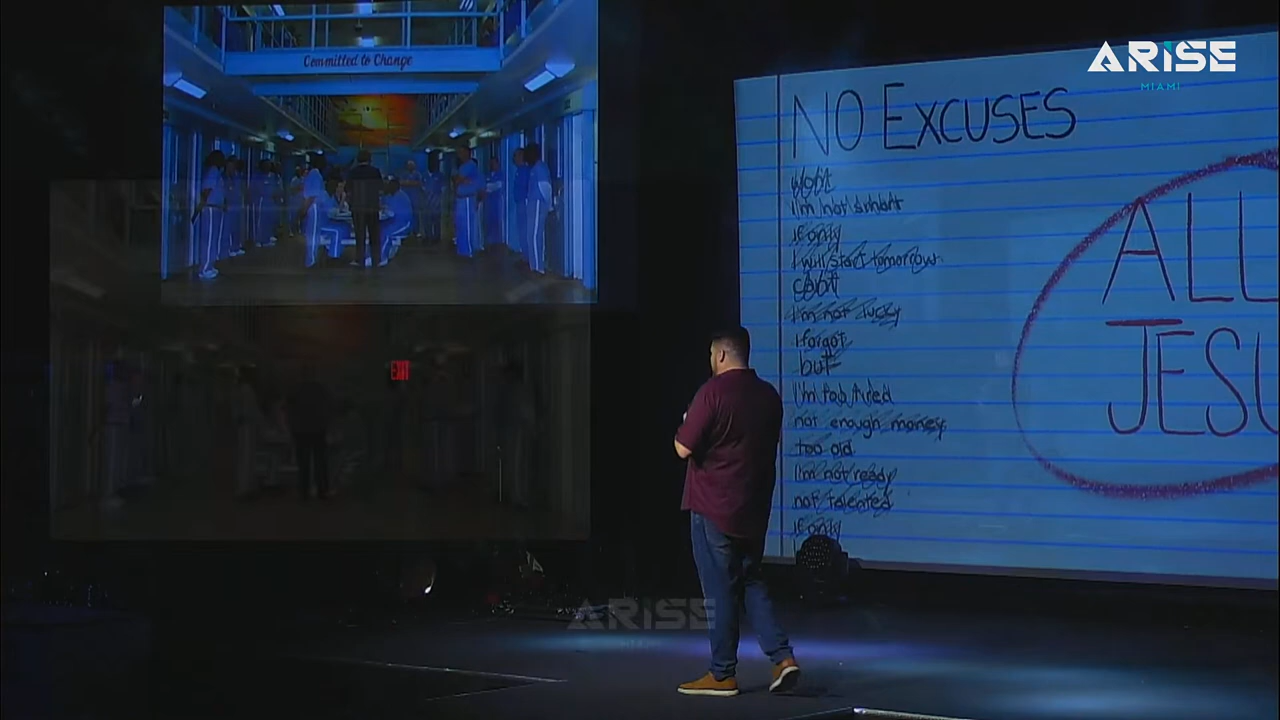 Committed to Change
ARISE
MIAMI
NO EXCUSES
won't
I'm not smart
if only
I will start tomorrow
can't
I'm not lucky
I forgot
but
I'm too tired
not enough money
too old
I'm not ready
not talented
if only
ALL
JESU
EXIT
ARISE